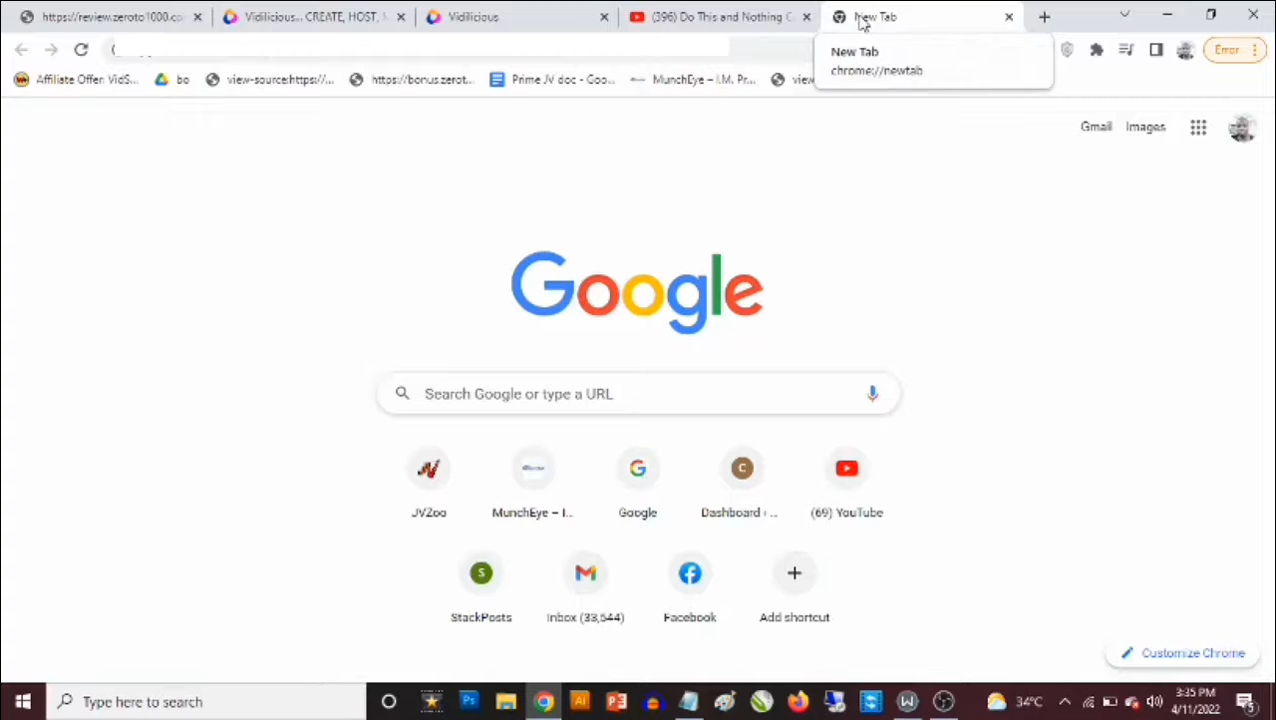 https://review.zeroto1000.co
Vidilicious... CREATE, HOST, M
Vidilicious
(396) Do This and Nothing C
New Tab
Error
New Tab
chrome://newtab
Affiliate Offer: VidS...
bo
view-source:https://...
https://bonus.zerot...
Prime JV doc - Goo...
MunchEye – I.M. Pr...
view
Gmail
Images
Google
Search Google or type a URL
JVZoo
MunchEye – I...
Google
Dashboard ‹ ...
(69) YouTube
StackPosts
Inbox (33,544)
Facebook
Add shortcut
Customize Chrome
Type here to search
34°C
3:35 PM
4/11/2022
5